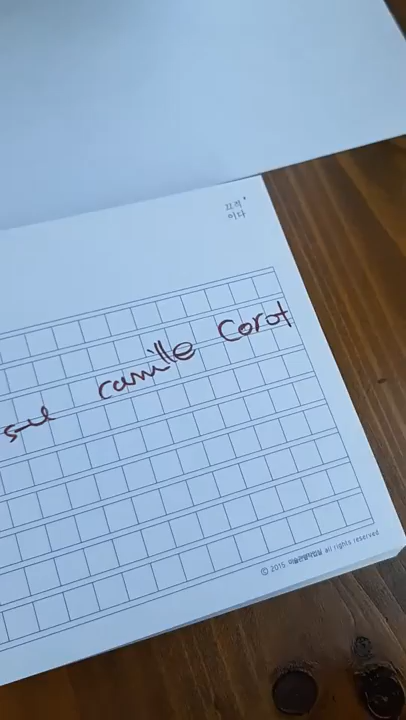 끄적'
이다
camille Corot
© 2015. all rights reserved